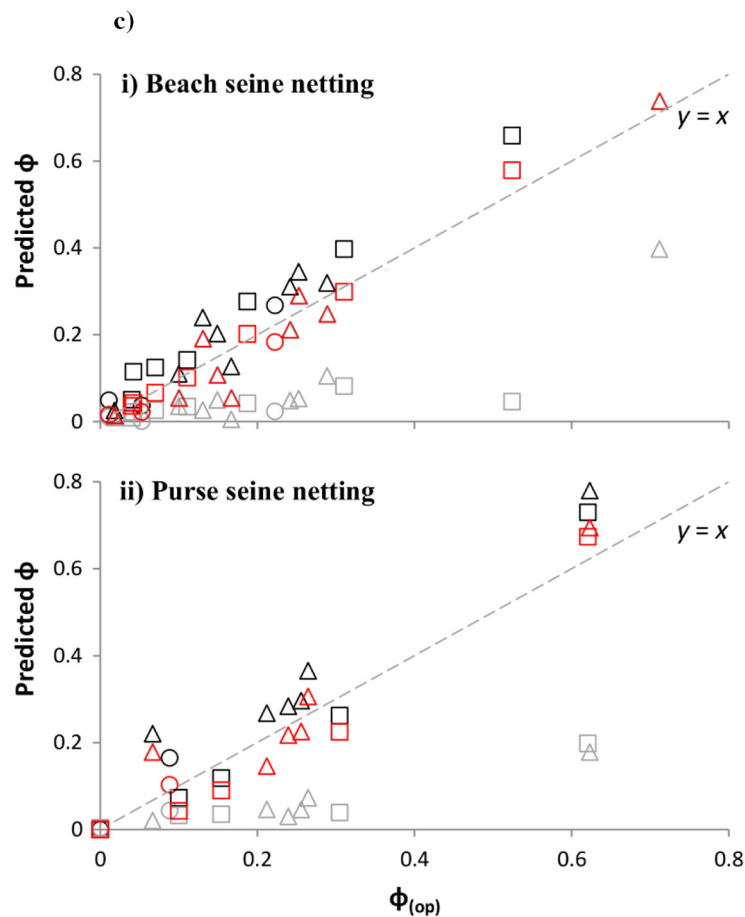 c)
i) Beach seine netting
0.8
0.6
0.4
0.2
0
Predicted ϕ
y = x
ii) Purse seine netting
0.8
0.6
0.4
0.2
0
Predicted ϕ
y = x
0 0.2 0.4 0.6 0.8
ϕ(op)